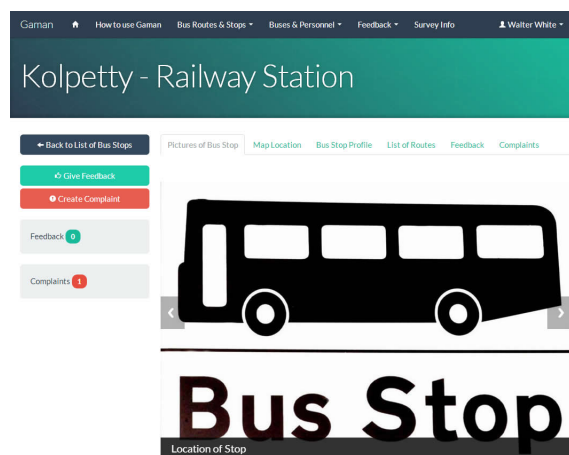 Gaman How to use Gaman Bus Routes & Stops Buses & Personnel Feedback Survey Info Walter White
Kolpetty - Railway Station
Back to List of Bus Stops
Pictures of Bus Stop Map Location Bus Stop Profile List of Routes Feedback Complaints
Give Feedback
Create Complaint
Feedback 0
Complaints 1
Bus Stop
Location of Stop